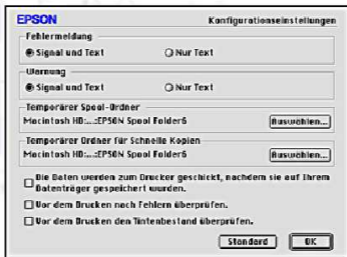 EPSON
Konfigurationseinstellungen
Fehlermeldung
Signal und Text
Nur Text
Warnung
Signal und Text
Nur Text
Temporärer Spool-Ordner
Macintosh HD:...:EPSON Spool Folder6
Auswählen...
Temporärer Ordner für Schnelle Kopien
Macintosh HD:...:EPSON Spool Folder6
Auswählen...
Die Daten werden zum Drucker geschickt, nachdem sie auf Ihrem
Datenträger gespeichert wurden.
Vor dem Drucken nach Fehlern überprüfen.
Vor dem Drucken den Tintenbestand überprüfen.
Standard
OK